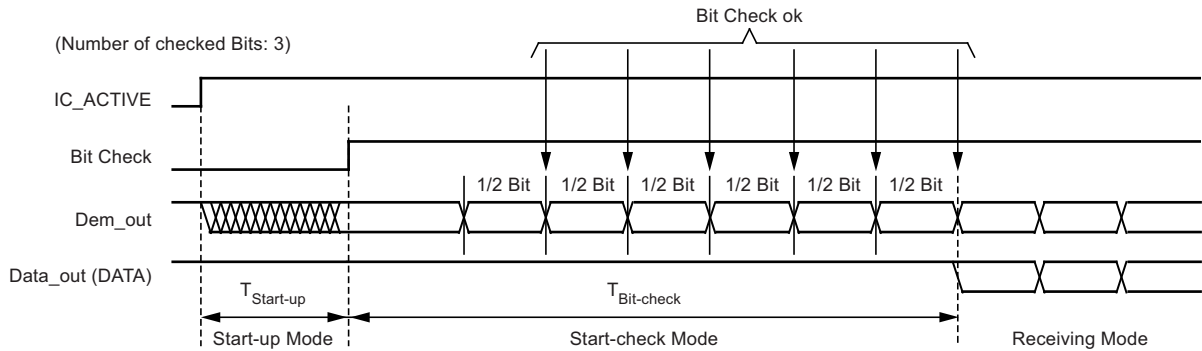 Bit Check ok
(Number of checked Bits: 3)
IC_ACTIVE
Bit Check
1/2 Bit 1/2 Bit 1/2 Bit 1/2 Bit 1/2 Bit 1/2 Bit
Dem_out
Data_out (DATA)
TStart-up TBit-check
Start-up Mode Start-check Mode Receiving Mode